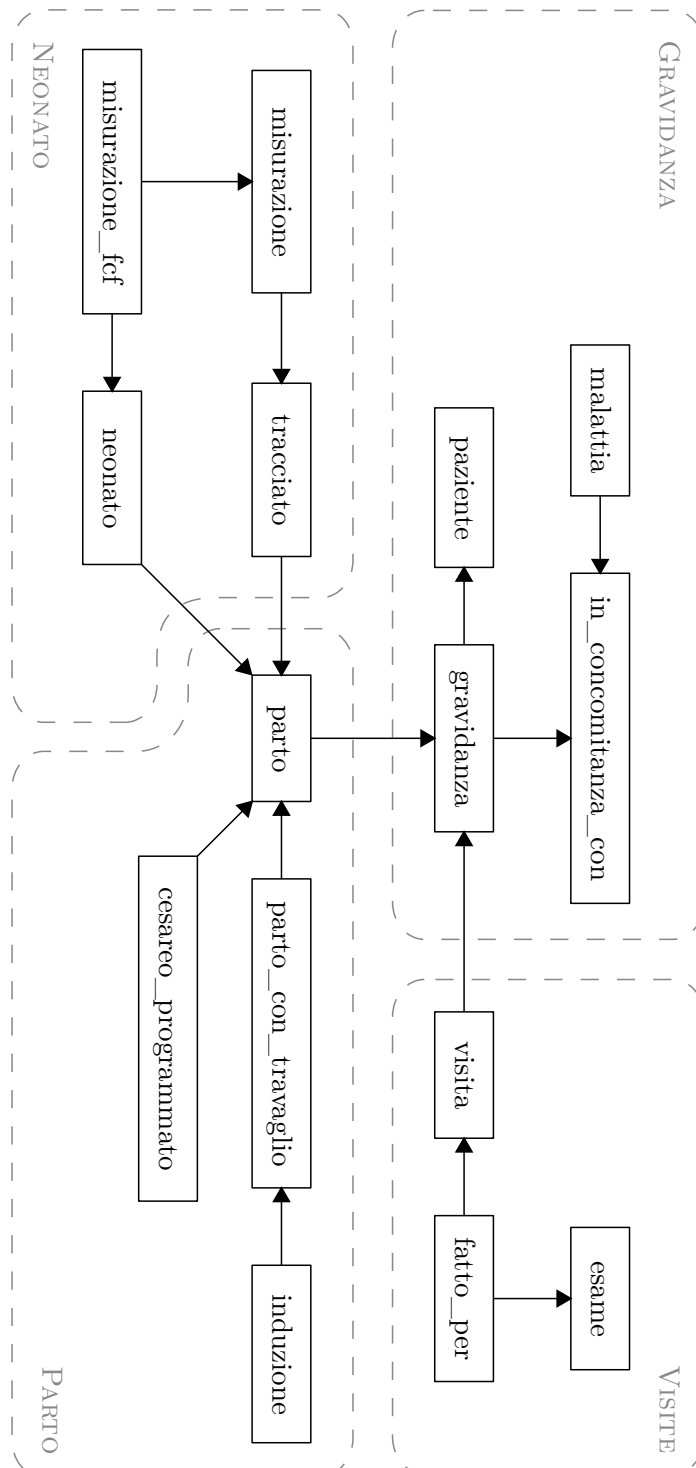 GRAVIDANZA
malattia
in_concomitanza_con
paziente
gravidanza
VISITE
esame
visita
fatto_per
NEONATO
misurazione
tracciato
misurazione_fcf
neonato
PARTO
parto
parto_con_travaglio
induzione
cesareo_programmato